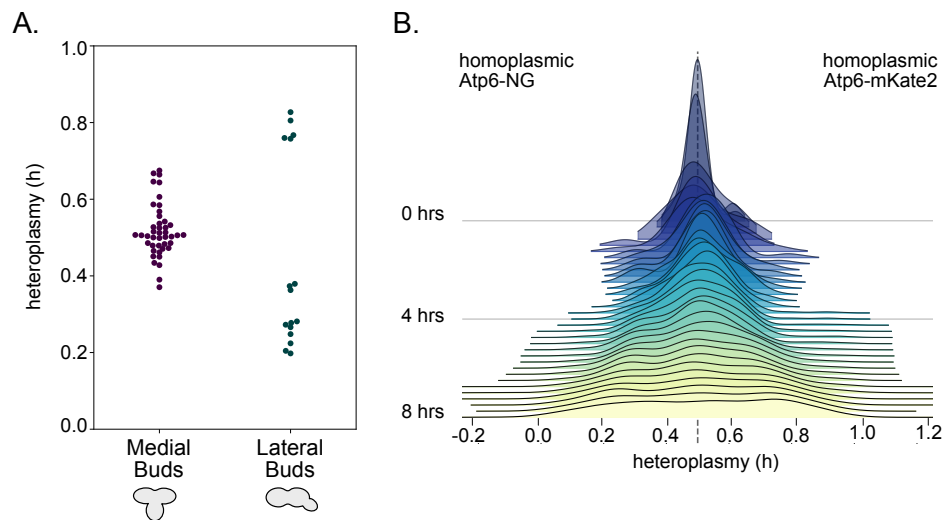 A.
1.0
0.8
0.6
0.4
0.2
0.0
heteroplasmy (h)
Medial
Buds
Lateral
Buds
B.
homoplasmic
Atp6-NG
homoplasmic
Atp6-mKate2
0 hrs
4 hrs
8 hrs
-0.2 0.0 0.2 0.4 0.6 0.8 1.0 1.2
heteroplasmy (h)